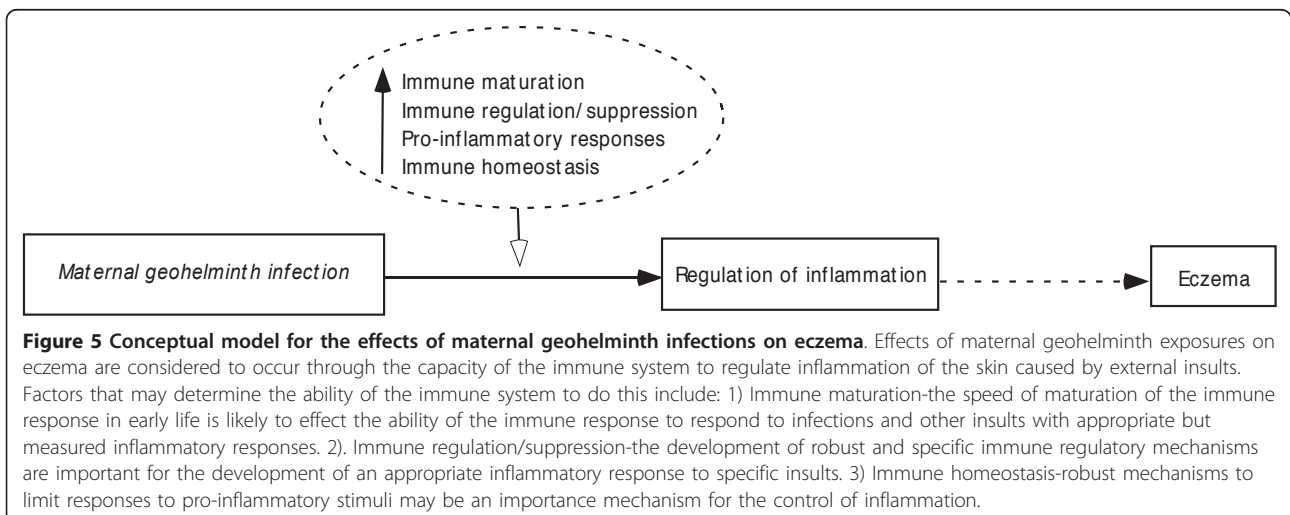 Immune maturation
Immune regulation/ suppression
Pro-inflammatory responses
Immune homeostasis
Maternal geohelminth infection
Regulation of inflammation
Eczema
Figure 5 Conceptual model for the effects of maternal geohelminth infections on eczema. Effects of maternal geohelminth exposures on
eczema are considered to occur through the capacity of the immune system to regulate inflammation of the skin caused by external insults.
Factors that may determine the ability of the immune system to do this include: 1) Immune maturation-the speed of maturation of the immune
response in early life is likely to effect the ability of the immune response to respond to infections and other insults with appropriate but
measured inflammatory responses. 2). Immune regulation/suppression-the development of robust and specific immune regulatory mechanisms
are important for the development of an appropriate inflammatory response to specific insults. 3) Immune homeostasis-robust mechanisms to
limit responses to pro-inflammatory stimuli may be an importance mechanism for the control of inflammation.